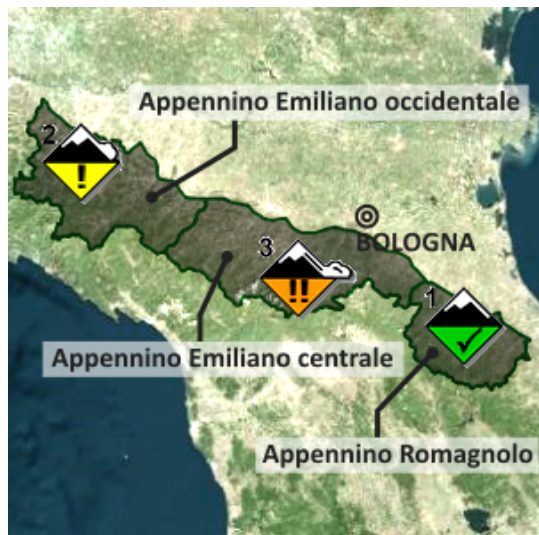 Appennino Emiliano occidentale
2
!
BOLOGNA
3
!!
1
Appennino Emiliano centrale
Appennino Romagnolo